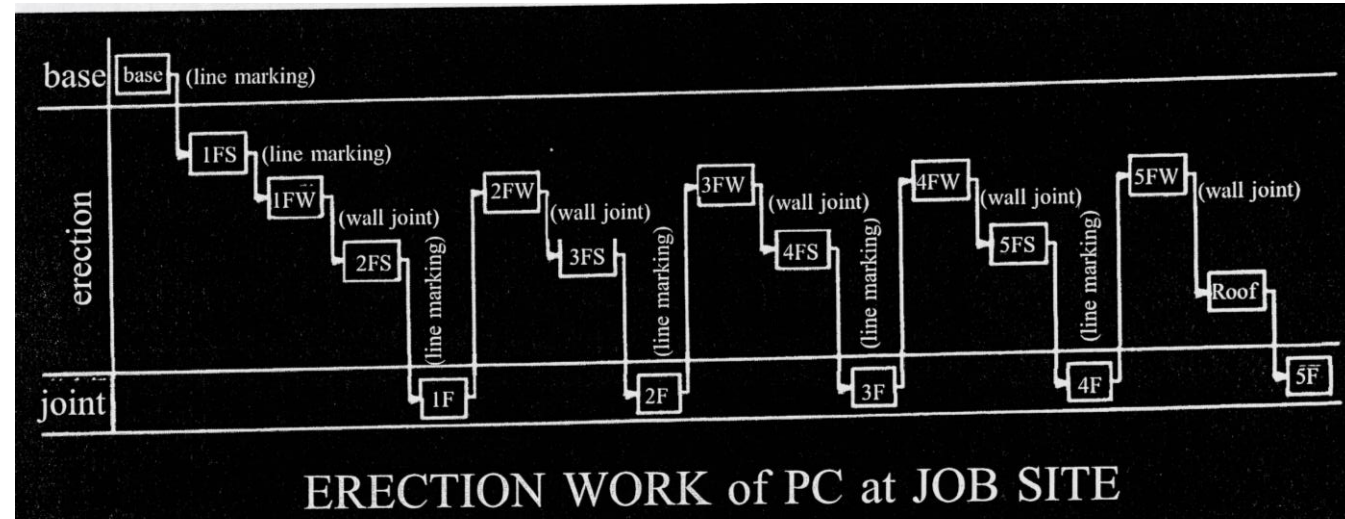 base
base
(line marking)
erection
1FS
(line marking)
1FW
(wall joint)
2FS
(line marking)
1F
2FW
(wall joint)
3FS
(line marking)
2F
3FW
(wall joint)
4FS
(line marking)
3F
4FW
(wall joint)
5FS
(line marking)
4F
5FW
(wall joint)
Roof
5F
joint
ERECTION WORK of PC at JOB SITE